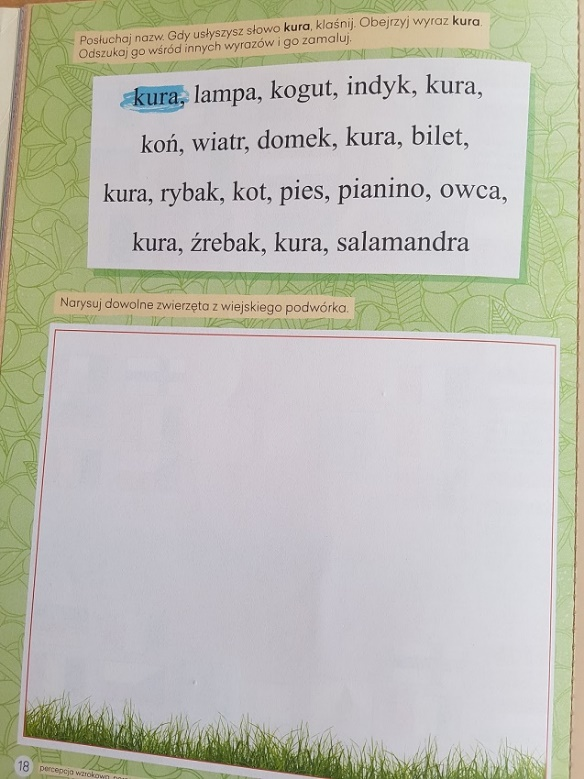 Posłuchaj nazw. Gdy usłyszysz słowo kura, klaśnij. Obejrzyj wyraz kura.
Odszukaj go wśród innych wyrazów i go zamaluj.
kura, lampa, kogut, indyk, kura,
koń, wiatr, domek, kura, bilet,
kura, rybak, kot, pies, pianino, owca,
kura, źrebak, kura, salamandra
Narysuj dowolne zwierzęta z wiejskiego podwórka.
18 percepcja wzrokowa,